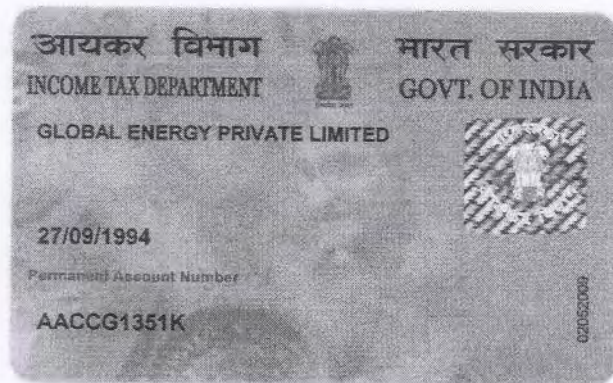 आयकर विभाग
INCOME TAX DEPARTMENT
भारत सरकार
GOVT. OF INDIA
GLOBAL ENERGY PRIVATE LIMITED
27/09/1994
Permanent Account Number
AACCG1351K
02052009